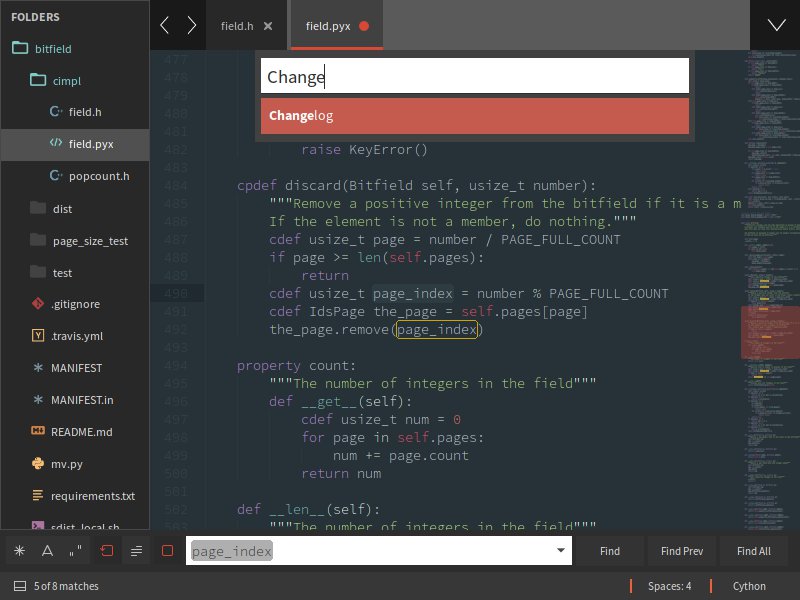 FOLDERS
bitfield
cimpl
field.h
field.pyx
popcount.h
dist
page_size_test
test
.gitignore
.travis.yml
MANIFEST
MANIFEST.in
README.md
mv.py
requirements.txt
sdist_local.sh
field.h
field.pyx
Change
Changelog
477
478
479
480
481
482 raise KeyError()
483
484 cpdef discard(Bitfield self, usize_t number):
485 """Remove a positive integer from the bitfield if it is a m
486 If the element is not a member, do nothing."""
487 cdef usize_t page = number / PAGE_FULL_COUNT
488 if page >= len(self.pages):
489 return
490 cdef usize_t page_index = number % PAGE_FULL_COUNT
491 cdef IdsPage the_page = self.pages[page]
492 the_page.remove(page_index)
493
494 property count:
495 """The number of integers in the field"""
496 def __get__(self):
497 cdef usize_t num = 0
498 for page in self.pages:
499 num += page.count
500 return num
501
502 def __len__(self):
503 """The number of integers in the field"""
page_index
Find
Find Prev
Find All
5 of 8 matches
Spaces: 4
Cython